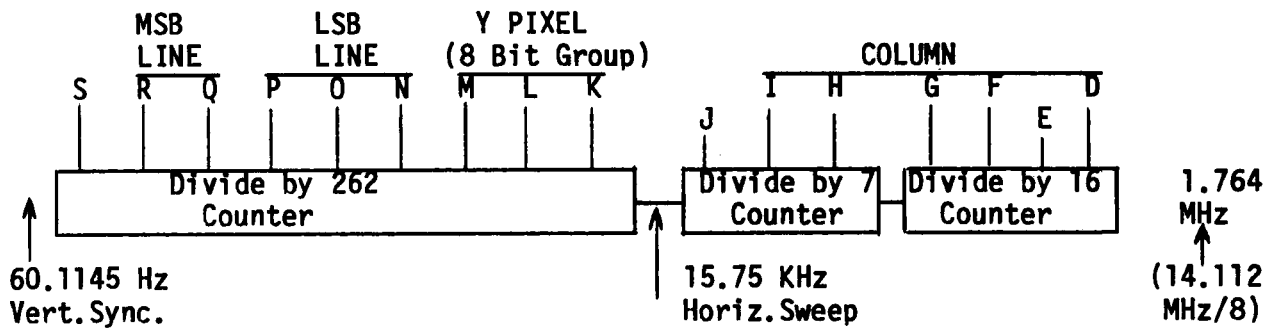 MSB LSB Y PIXEL
LINE LINE (8 Bit Group) COLUMN
S R Q P O N M L K I H G F D
J E
Divide by 262 Divide by 7 Divide by 16 1.764
Counter Counter Counter MHz
60.1145 Hz 15.75 KHz (14.112
Vert.Sync. Horiz.Sweep MHz/8)